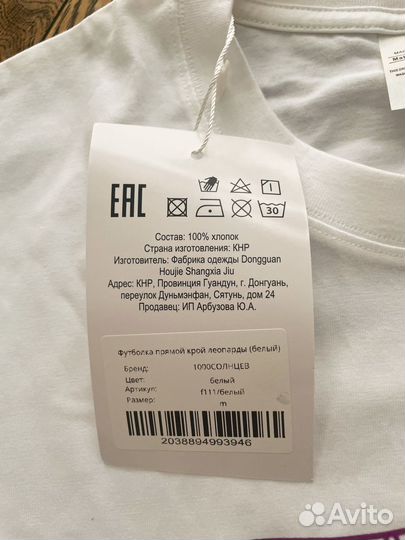 EAC
30
Состав: 100% хлопок
Страна изготовления: КНР
Изготовитель: Фабрика одежды Dongguan
Houjie Shangxia Jiu
Адрес: КНР, Провинция Гуандун, г. Донгуань,
переулок Дуньмэнфан, Сятунь, дом 24
Продавец: ИП Арбузова Ю.А.
Футболка прямой крой леопарды (белый)
Бренд: 1000СОЛНЦЕВ
Цвет: белый
Артикул: f111/белый
Размер: m
2038894993946
Avito